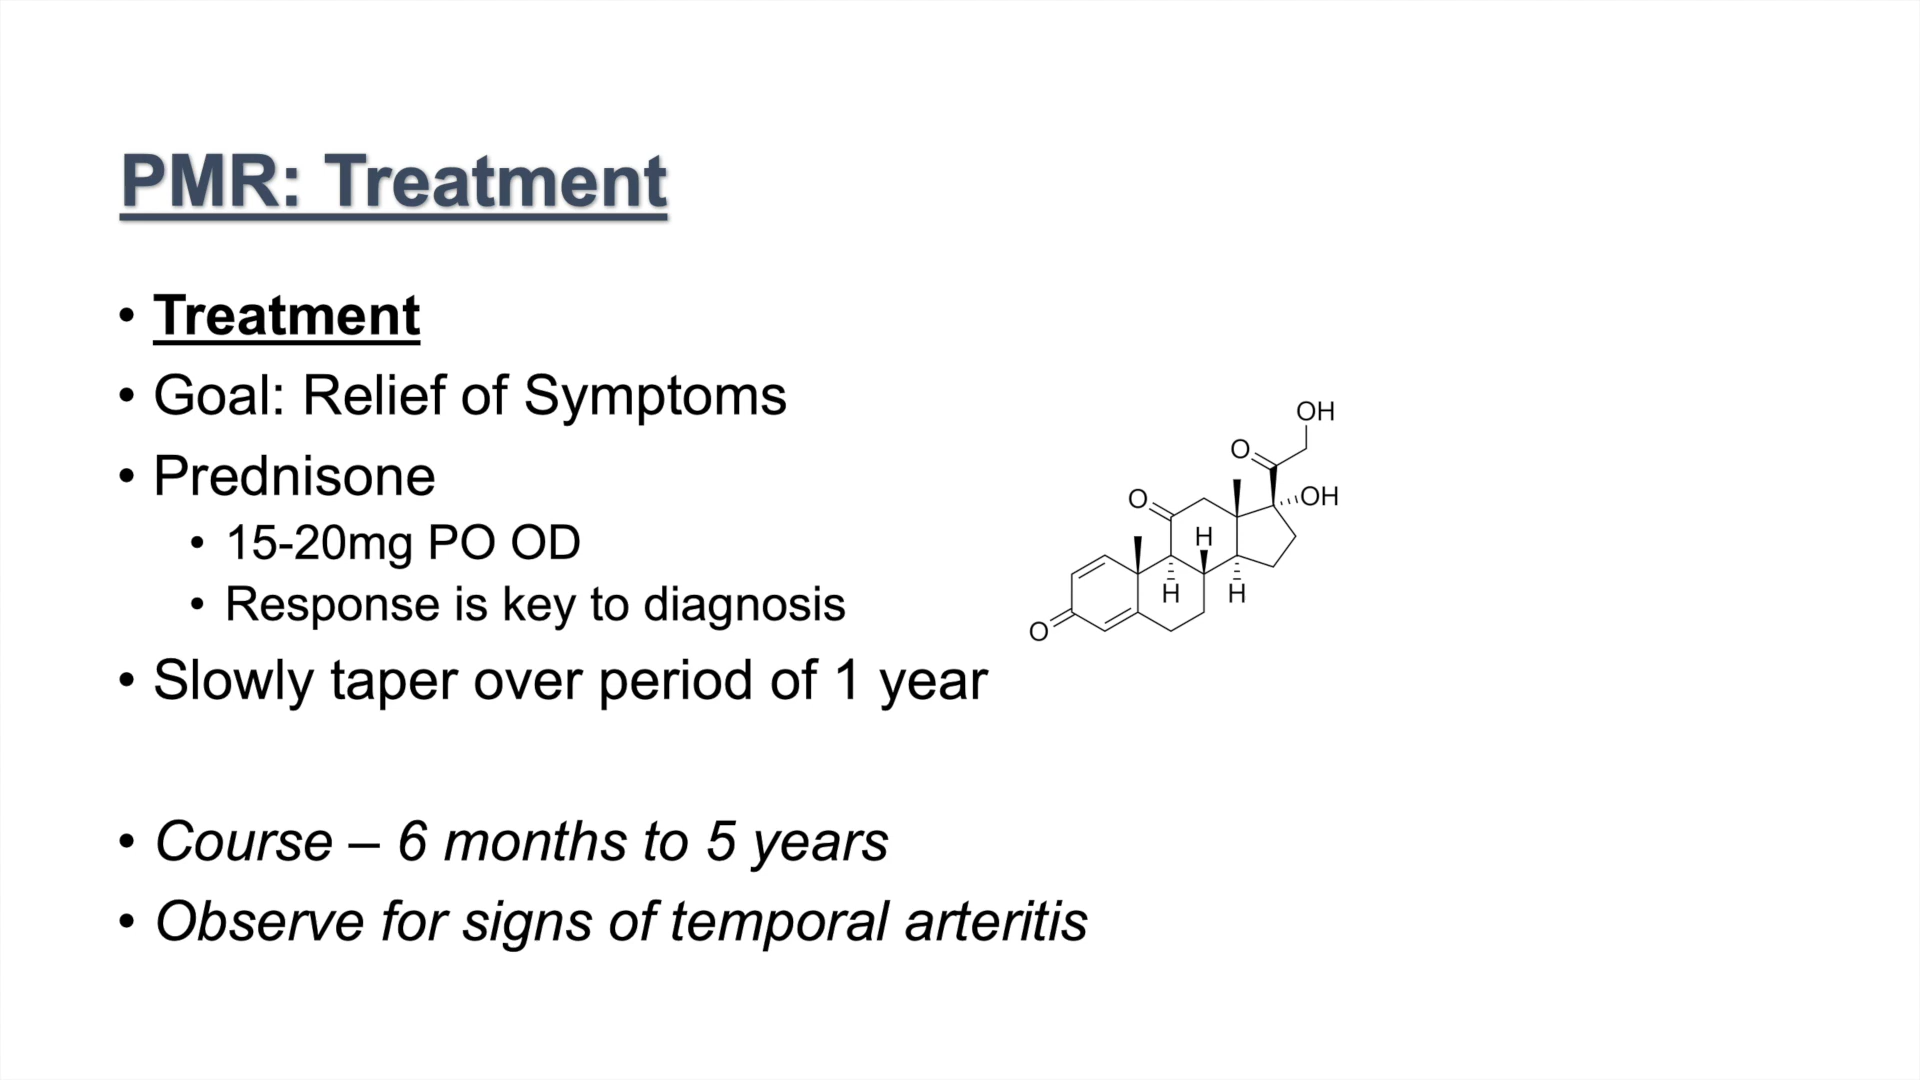 PMR: Treatment
• Treatment
• Goal: Relief of Symptoms
• Prednisone
• 15-20mg PO OD
• Response is key to diagnosis
• Slowly taper over period of 1 year
• Course – 6 months to 5 years
• Observe for signs of temporal arteritis
OH
O
OH
O
H
H
H
O